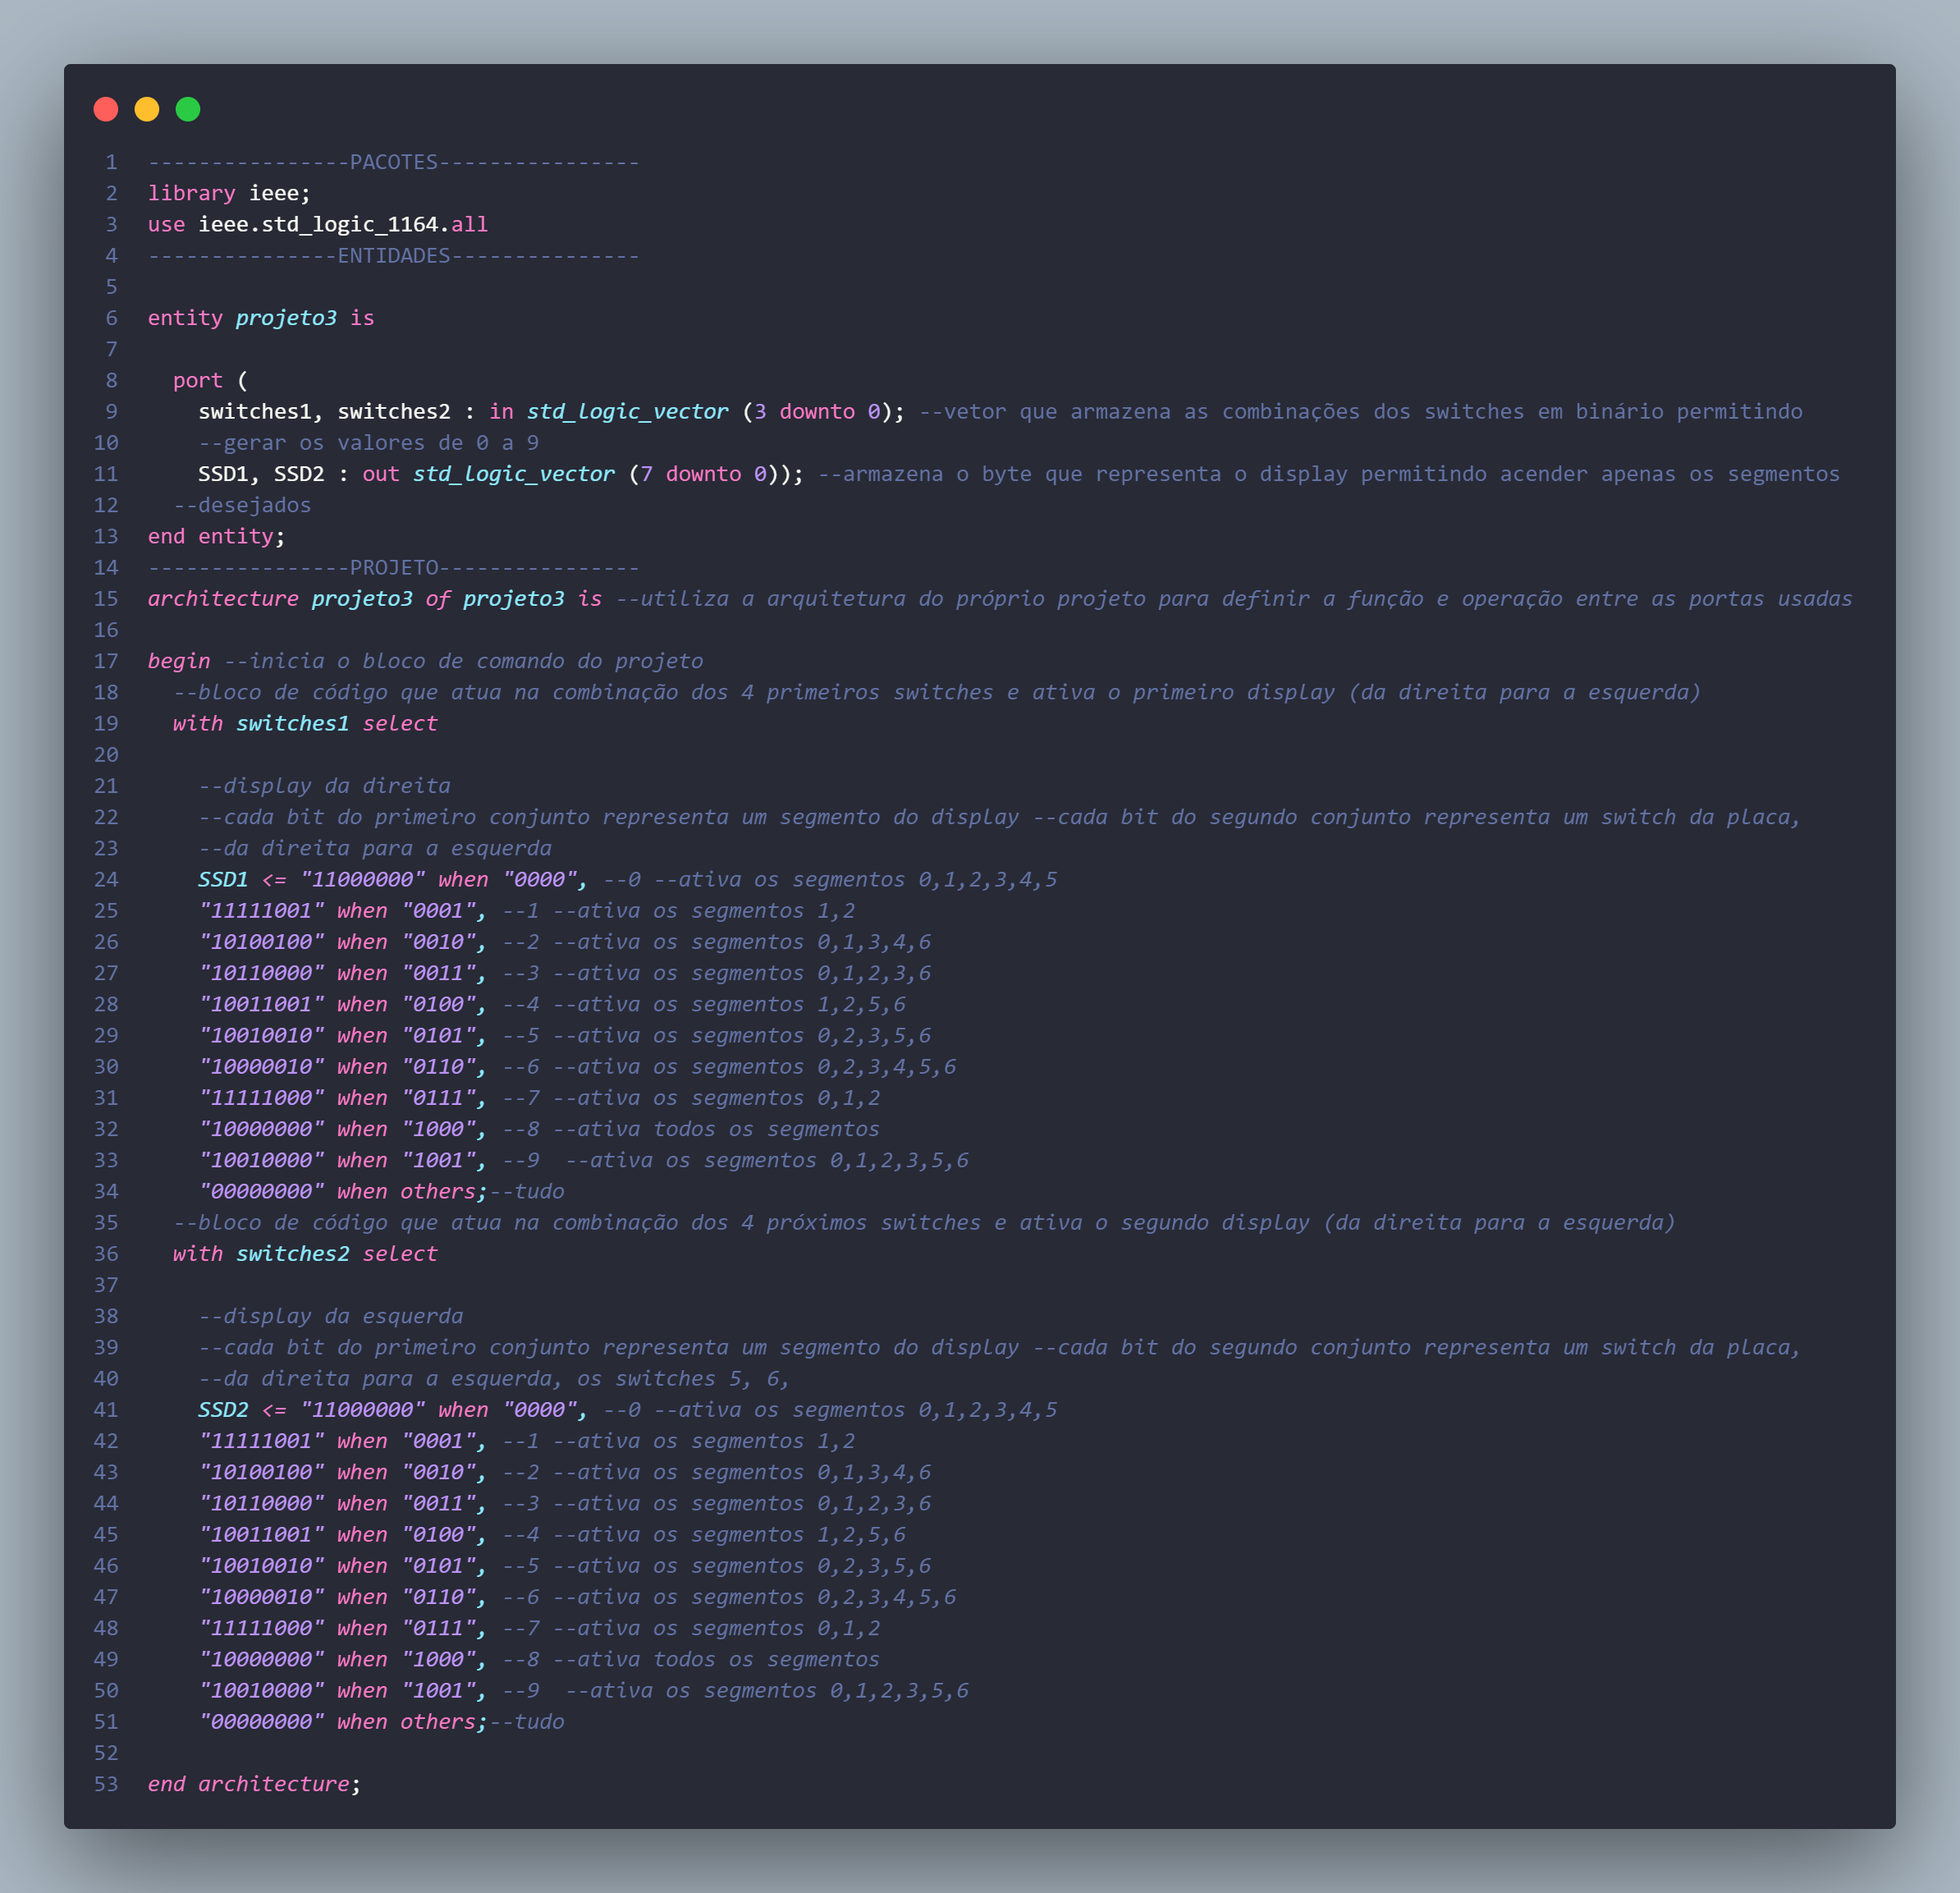 1 ----------------PACOTES----------------
2 library ieee;
3 use ieee.std_logic_1164.all
4 ---------------ENTIDADES---------------
5
6 entity projeto3 is
7
8   port (
9     switches1, switches2 : in std_logic_vector (3 downto 0); --vetor que armazena as combinações dos switches em binário permitindo
10     --gerar os valores de 0 a 9
11     SSD1, SSD2 : out std_logic_vector (7 downto 0)); --armazena o byte que representa o display permitindo acender apenas os segmentos
12   --desejados
13 end entity;
14 ----------------PROJETO----------------
15 architecture projeto3 of projeto3 is --utiliza a arquitetura do próprio projeto para definir a função e operação entre as portas usadas
16
17 begin --inicia o bloco de comando do projeto
18   --bloco de código que atua na combinação dos 4 primeiros switches e ativa o primeiro display (da direita para a esquerda)
19   with switches1 select
20
21     --display da direita
22     --cada bit do primeiro conjunto representa um segmento do display --cada bit do segundo conjunto representa um switch da placa,
23     --da direita para a esquerda
24     SSD1 <= "11000000" when "0000", --0 --ativa os segmentos 0,1,2,3,4,5
25     "11111001" when "0001", --1 --ativa os segmentos 1,2
26     "10100100" when "0010", --2 --ativa os segmentos 0,1,3,4,6
27     "10110000" when "0011", --3 --ativa os segmentos 0,1,2,3,6
28     "10011001" when "0100", --4 --ativa os segmentos 1,2,5,6
29     "10010010" when "0101", --5 --ativa os segmentos 0,2,3,5,6
30     "10000010" when "0110", --6 --ativa os segmentos 0,2,3,4,5,6
31     "11111000" when "0111", --7 --ativa os segmentos 0,1,2
32     "10000000" when "1000", --8 --ativa todos os segmentos
33     "10010000" when "1001", --9  --ativa os segmentos 0,1,2,3,5,6
34     "00000000" when others;--tudo
35   --bloco de código que atua na combinação dos 4 próximos switches e ativa o segundo display (da direita para a esquerda)
36   with switches2 select
37
38     --display da esquerda
39     --cada bit do primeiro conjunto representa um segmento do display --cada bit do segundo conjunto representa um switch da placa,
40     --da direita para a esquerda, os switches 5, 6,
41     SSD2 <= "11000000" when "0000", --0 --ativa os segmentos 0,1,2,3,4,5
42     "11111001" when "0001", --1 --ativa os segmentos 1,2
43     "10100100" when "0010", --2 --ativa os segmentos 0,1,3,4,6
44     "10110000" when "0011", --3 --ativa os segmentos 0,1,2,3,6
45     "10011001" when "0100", --4 --ativa os segmentos 1,2,5,6
46     "10010010" when "0101", --5 --ativa os segmentos 0,2,3,5,6
47     "10000010" when "0110", --6 --ativa os segmentos 0,2,3,4,5,6
48     "11111000" when "0111", --7 --ativa os segmentos 0,1,2
49     "10000000" when "1000", --8 --ativa todos os segmentos
50     "10010000" when "1001", --9  --ativa os segmentos 0,1,2,3,5,6
51     "00000000" when others;--tudo
52
53 end architecture;